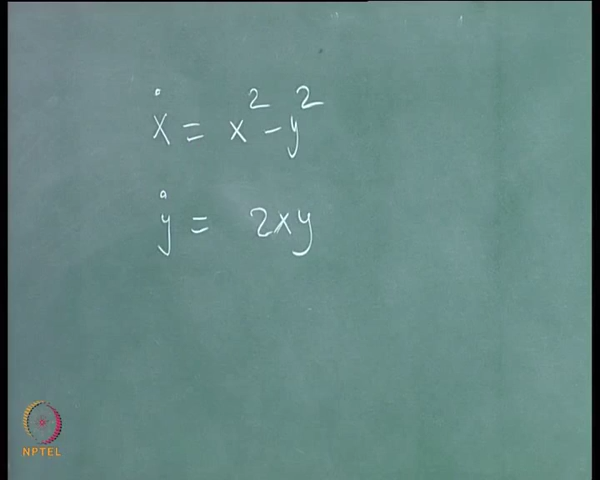 ẋ = x² - y²
ẏ = 2xy
NPTEL